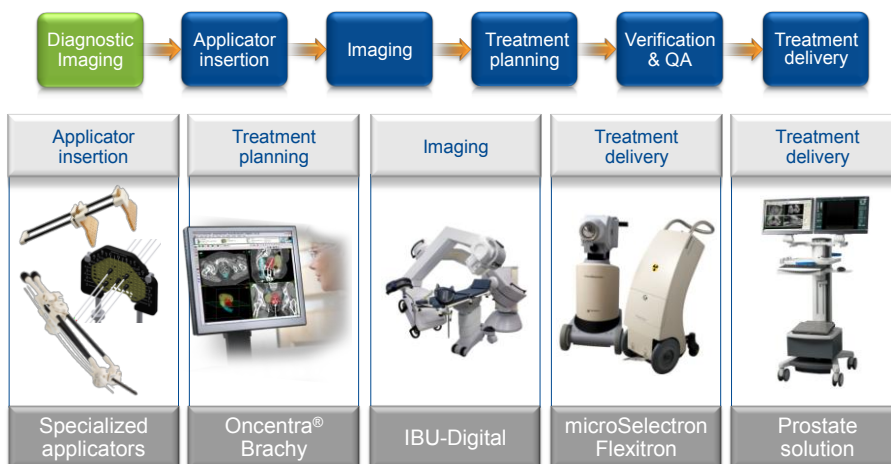 Diagnostic
Imaging
Applicator
insertion
Imaging
Treatment
planning
Verification
& QA
Treatment
delivery
Applicator
insertion
Treatment
planning
Imaging
Treatment
delivery
Treatment
delivery
Specialized
applicators
Oncentra®
Brachy
IBU-Digital
microSelectron
Flexitron
Prostate
solution